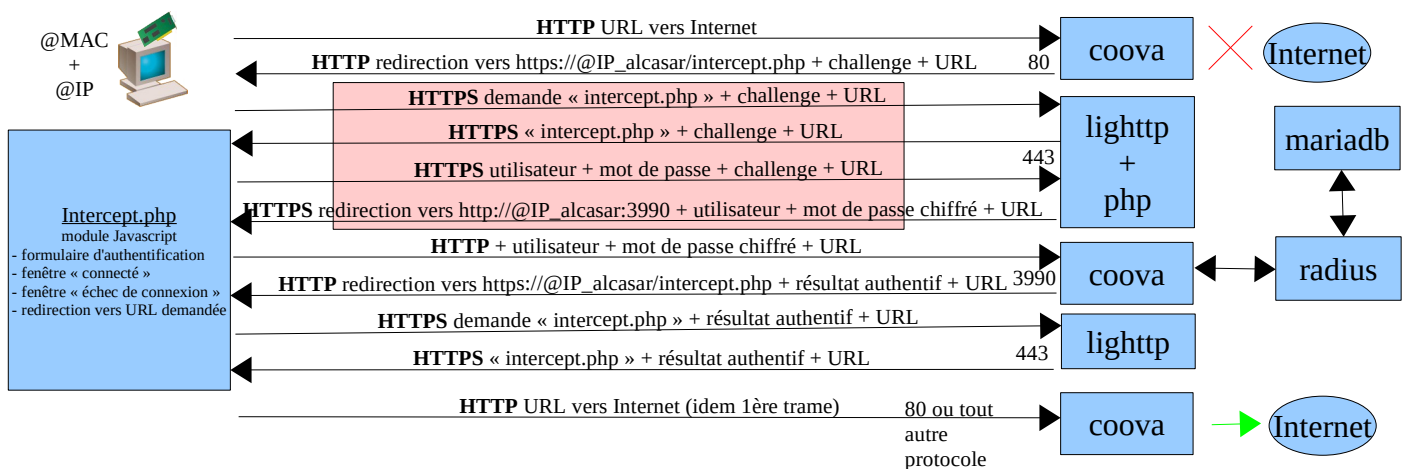 @MAC
+
@IP
HTTP URL vers Internet
HTTP redirection vers https://@IP_alcasar/intercept.php + challenge + URL
80
coova
Internet
HTTPS demande « intercept.php » + challenge + URL
HTTPS « intercept.php » + challenge + URL
HTTPS utilisateur + mot de passe + challenge + URL
HTTPS redirection vers http://@IP_alcasar:3990 + utilisateur + mot de passe chiffré + URL
443
lighttp
+
php
mariadb
Intercept.php
module Javascript
- formulaire d'authentification
- fenêtre « connecté »
- fenêtre « échec de connexion »
- redirection vers URL demandée
HTTP + utilisateur + mot de passe chiffré + URL
HTTP redirection vers https://@IP_alcasar/intercept.php + résultat authentif + URL
3990
coova
radius
HTTPS demande « intercept.php » + résultat authentif + URL
HTTPS « intercept.php » + résultat authentif + URL
443
lighttp
HTTP URL vers Internet (idem 1ère trame)
80 ou tout
autre
protocole
coova
Internet